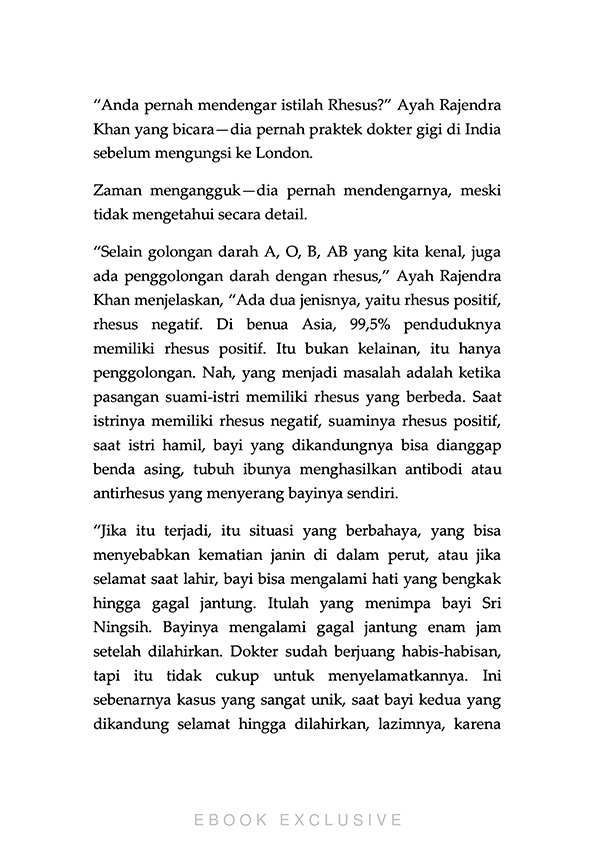 “Anda pernah mendengar istilah Rhesus?” Ayah Rajendra
Khan yang bicara—dia pernah praktek dokter gigi di India
sebelum mengungsi ke London.
Zaman mengangguk—dia pernah mendengarnya, meski
tidak mengetahui secara detail.
“Selain golongan darah A, O, B, AB yang kita kenal, juga
ada penggolongan darah dengan rhesus,” Ayah Rajendra
Khan menjelaskan, “Ada dua jenisnya, yaitu rhesus positif,
rhesus negatif. Di benua Asia, 99,5% penduduknya
memiliki rhesus positif. Itu bukan kelainan, itu hanya
penggolongan. Nah, yang menjadi masalah adalah ketika
pasangan suami-istri memiliki rhesus yang berbeda. Saat
istrinya memiliki rhesus negatif, suaminya rhesus positif,
saat istri hamil, bayi yang dikandungnya bisa dianggap
benda asing, tubuh ibunya menghasilkan antibodi atau
antirhesus yang menyerang bayinya sendiri.
“Jika itu terjadi, itu situasi yang berbahaya, yang bisa
menyebabkan kematian janin di dalam perut, atau jika
selamat saat lahir, bayi bisa mengalami hati yang bengkak
hingga gagal jantung. Itulah yang menimpa bayi Sri
Ningsih. Bayinya mengalami gagal jantung enam jam
setelah dilahirkan. Dokter sudah berjuang habis-habisan,
tapi itu tidak cukup untuk menyelamatkannya. Ini
sebenarnya kasus yang sangat unik, saat bayi kedua yang
dikandung selamat hingga dilahirkan, lazimnya, karena
EBOOK EXCLUSIVE